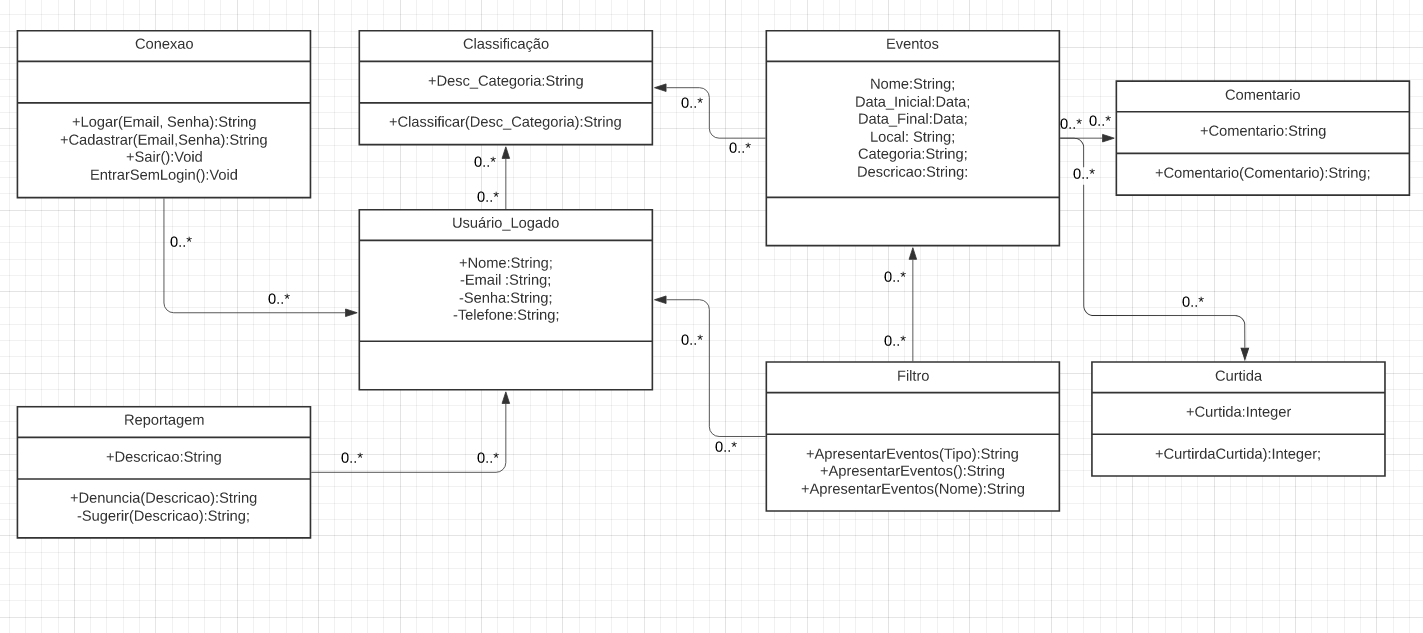 Conexao
+Logar(Email, Senha):String
+Cadastrar(Email,Senha):String
+Sair():Void
EntrarSemLogin():Void
0..*
0..*
Classificação
+Desc_Categoria:String
+Classificar(Desc_Categoria):String
0..*
0..*
Usuário_Logado
+Nome:String;
-Email :String;
-Senha:String;
-Telefone:String;
Reportagem
+Descricao:String
+Denuncia(Descricao):String
-Sugerir(Descricao):String;
0..*
0..*
Eventos
Nome:String;
Data_Inicial:Data;
Data_Final:Data;
Local: String;
Categoria:String;
Descricao:String:
0..*
0..*
0..*
0..*
Filtro
+ApresentarEventos(Tipo):String
+ApresentarEventos():String
+ApresentarEventos(Nome):String
0..*
0..*
0..*
0..*
Comentario
+Comentario:String
+Comentario(Comentario):String;
0..*
0..*
Curtida
+Curtida:Integer
+CurtirdaCurtida):Integer;